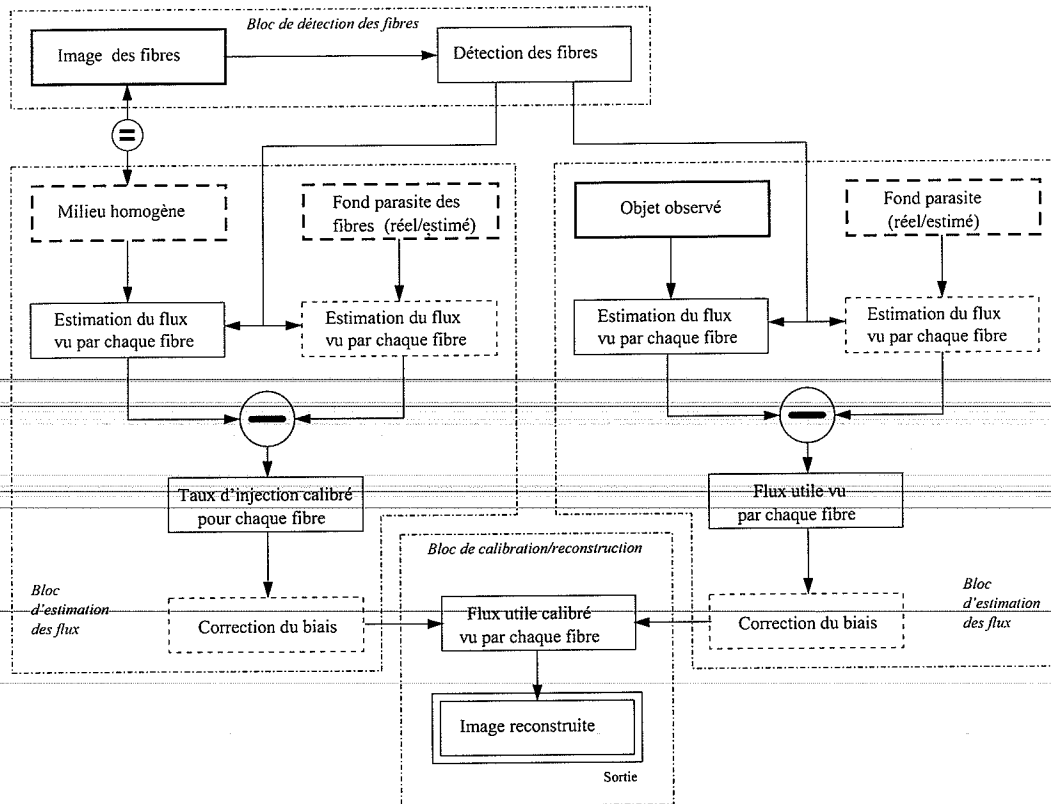 Bloc de détection des fibres
Image des fibres
Détection des fibres
=
Milieu homogène
Fond parasite des
fibres (réel/estimé)
Objet observé
Fond parasite
(réel/estimé)
Estimation du flux
vu par chaque fibre
Estimation du flux
vu par chaque fibre
Estimation du flux
vu par chaque fibre
Estimation du flux
vu par chaque fibre
Taux d'injection calibré
pour chaque fibre
Flux utile vu
par chaque fibre
Bloc de calibration/reconstruction
Bloc
d'estimation
des flux
Correction du biais
Flux utile calibré
vu par chaque fibre
Correction du biais
Bloc
d'estimation
des flux
Image reconstruite
Sortie